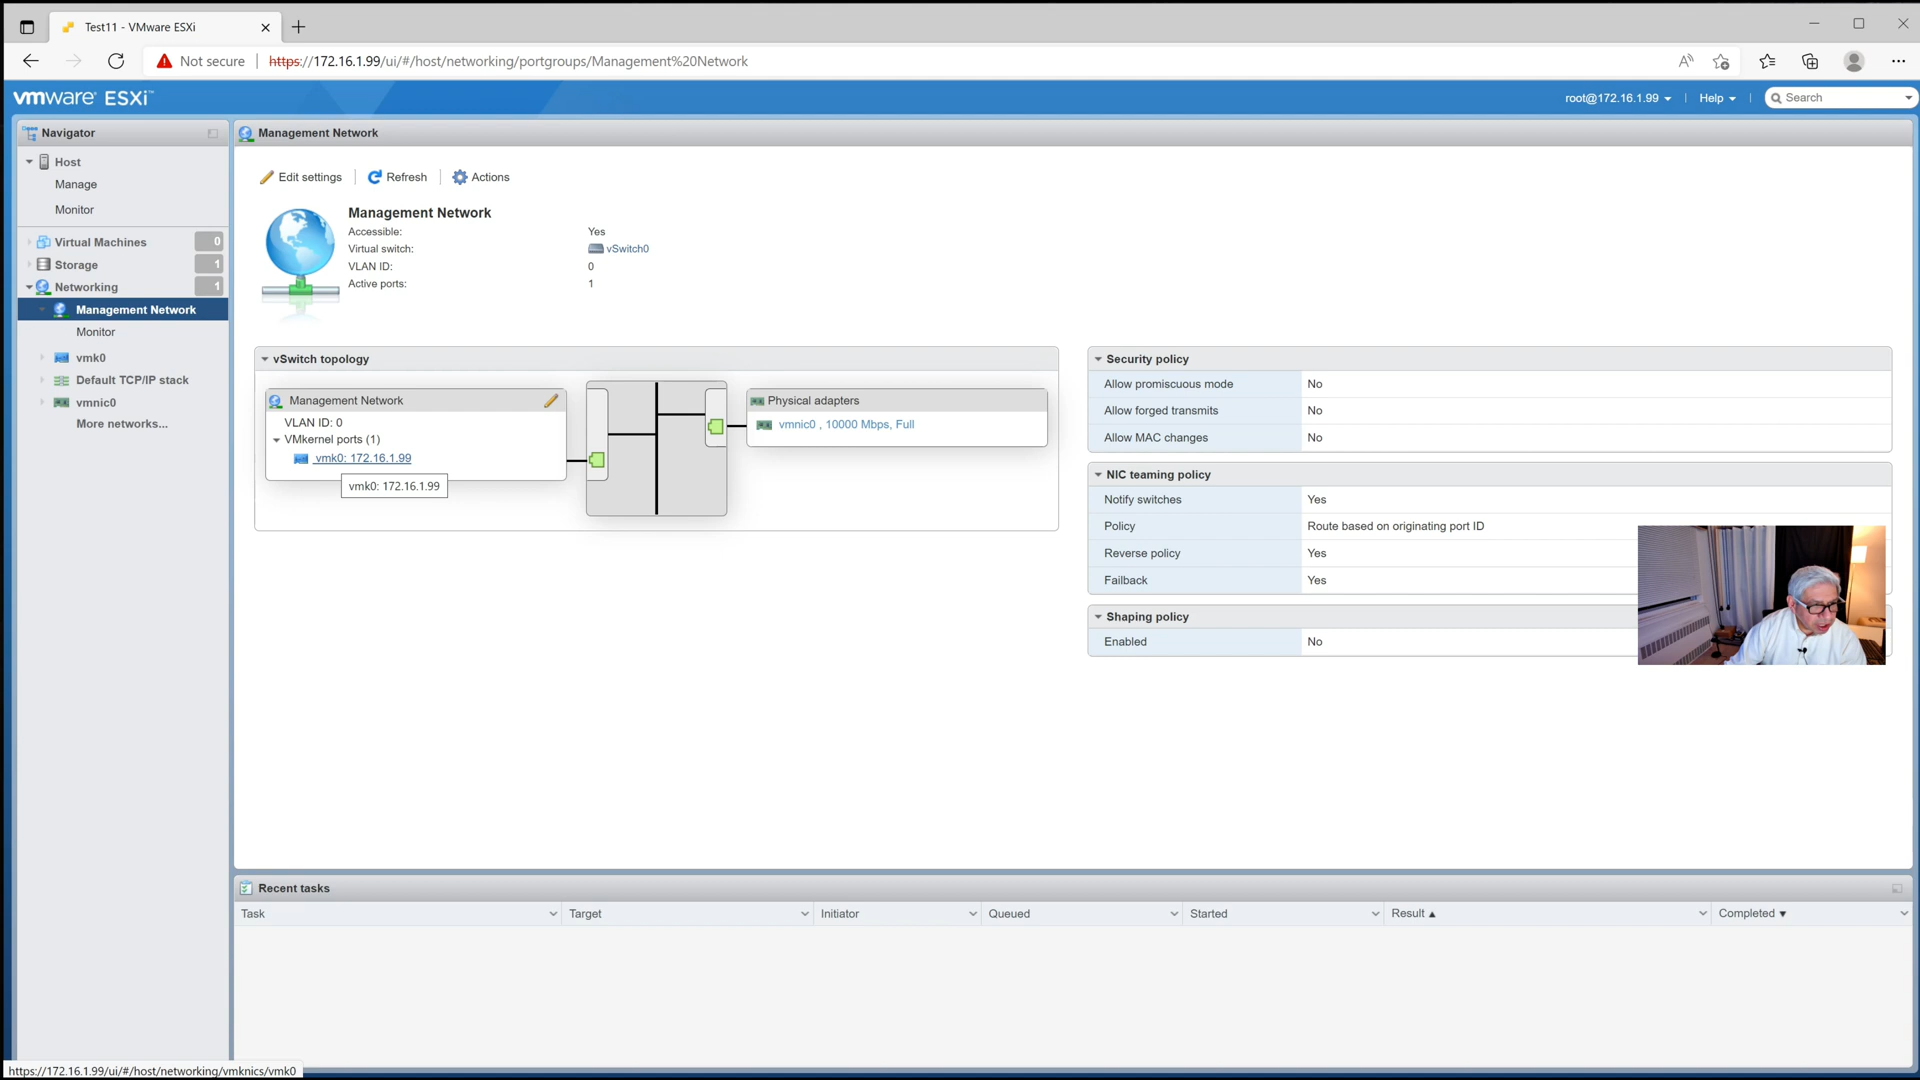 Test11 - VMware ESXi
Not secure
https://172.16.1.99/ui/#/host/networking/portgroups/Management%20Network
vmware ESXi™
root@172.16.1.99
Help
Search
Navigator
Host
Manage
Monitor
Virtual Machines
0
Storage
1
Networking
1
Management Network
Monitor
vmk0
Default TCP/IP stack
vmnic0
More networks...
Management Network
Edit settings
Refresh
Actions
Management Network
Accessible: Yes
Virtual switch: vSwitch0
VLAN ID: 0
Active ports: 1
vSwitch topology
Management Network
VLAN ID: 0
VMkernel ports (1)
vmk0: 172.16.1.99
vmk0: 172.16.1.99
Physical adapters
vmnic0 , 10000 Mbps, Full
Security policy
Allow promiscuous mode No
Allow forged transmits No
Allow MAC changes No
NIC teaming policy
Notify switches Yes
Policy Route based on originating port ID
Reverse policy Yes
Failback Yes
Shaping policy
Enabled No
Recent tasks
Task Target Initiator Queued Started Result ▲ Completed ▼
https://172.16.1.99/ui/#/host/networking/vmknics/vmk0